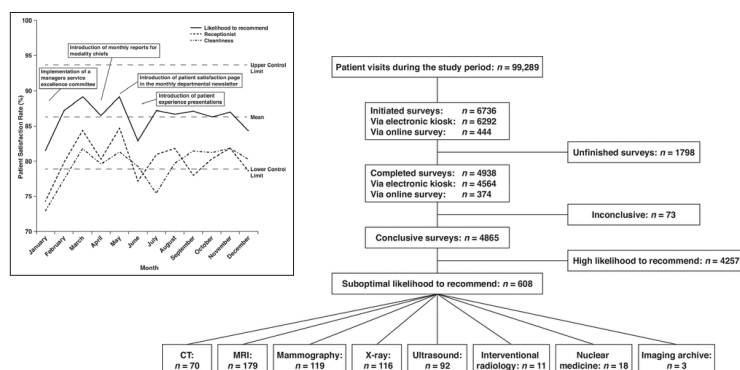 100
95
90
85
80
75
70
Patient Satisfaction Rate (%)
Likelihood to recommend
Receptionist
Cleanliness
Introduction of monthly reports for
modality chiefs
Implementation of a
managers service
excellence committee
Introduction of patient satisfaction page
in the monthly departmental newsletter
Introduction of patient
experience presentations
Upper Control
Limit
Mean
Lower Control
Limit
January
February
March
April
May
June
July
August
September
October
November
December
Month
Patient visits during the study period: n = 99,289
Initiated surveys: n = 6736
Via electronic kiosk: n = 6292
Via online survey: n = 444
Unfinished surveys: n = 1798
Completed surveys: n = 4938
Via electronic kiosk: n = 4564
Via online survey: n = 374
Inconclusive: n = 73
Conclusive surveys: n = 4865
High likelihood to recommend: n = 4257
Suboptimal likelihood to recommend: n = 608
CT:
n = 70
MRI:
n = 179
Mammography:
n = 119
X-ray:
n = 116
Ultrasound:
n = 92
Interventional
radiology: n = 11
Nuclear
medicine: n = 18
Imaging archive:
n = 3